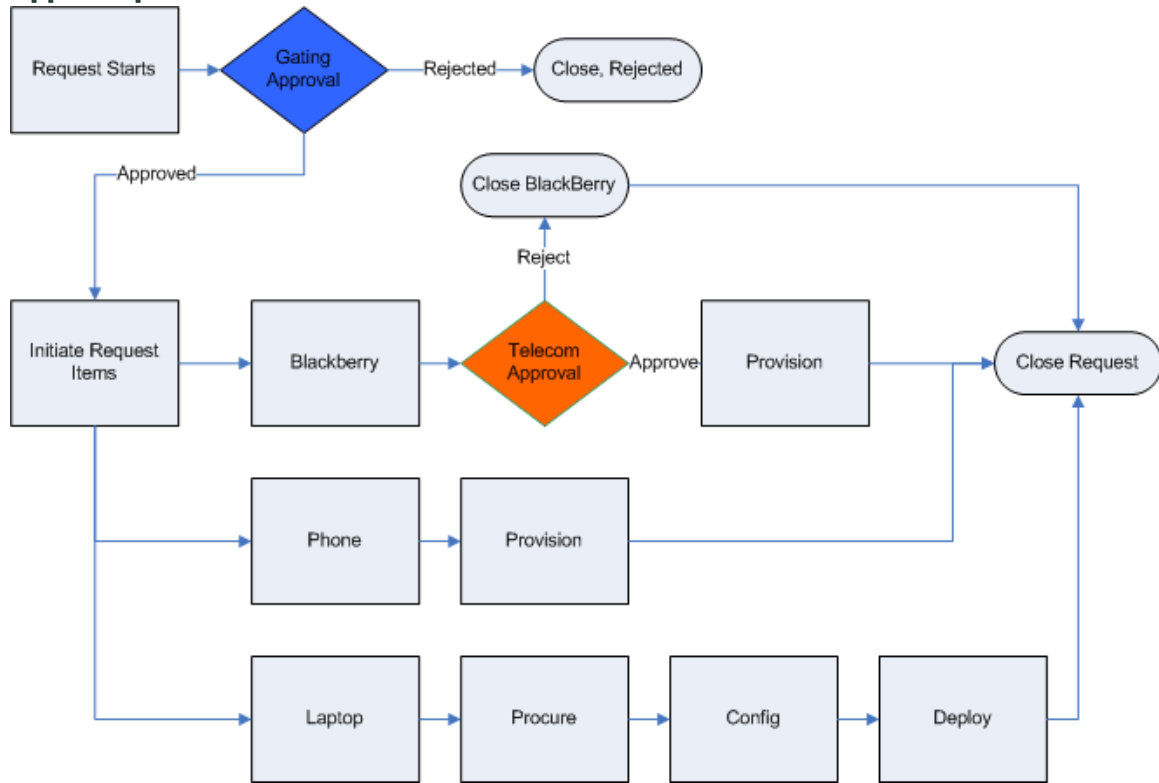 Request Starts
Gating
Approval
Rejected
Close, Rejected
Approved
Close BlackBerry
Reject
Initiate Request
Items
Blackberry
Telecom
Approval
Approve
Provision
Close Request
Phone
Provision
Laptop
Procure
Config
Deploy